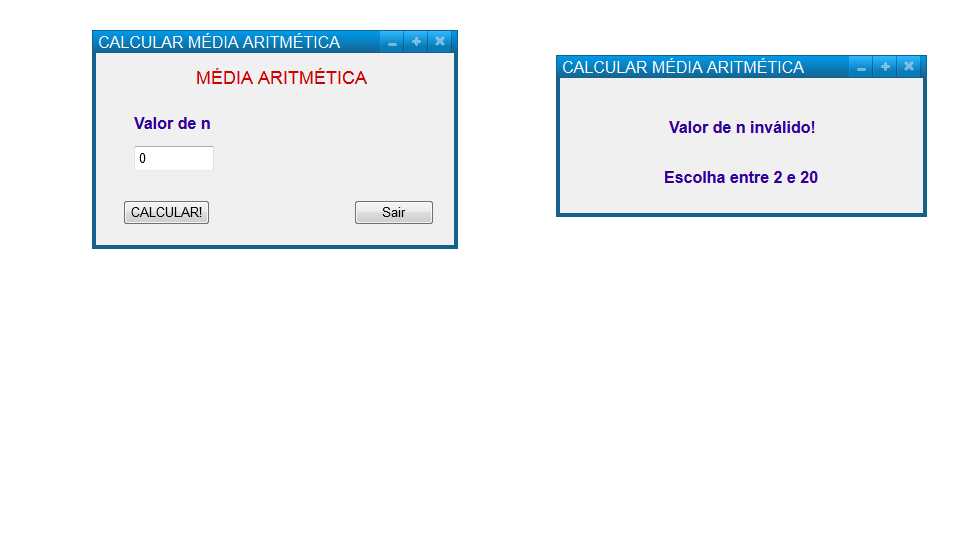 CALCULAR MÉDIA ARITMÉTICA
MÉDIA ARITMÉTICA
Valor de n
0
CALCULAR!
Sair
CALCULAR MÉDIA ARITMÉTICA
Valor de n inválido!
Escolha entre 2 e 20